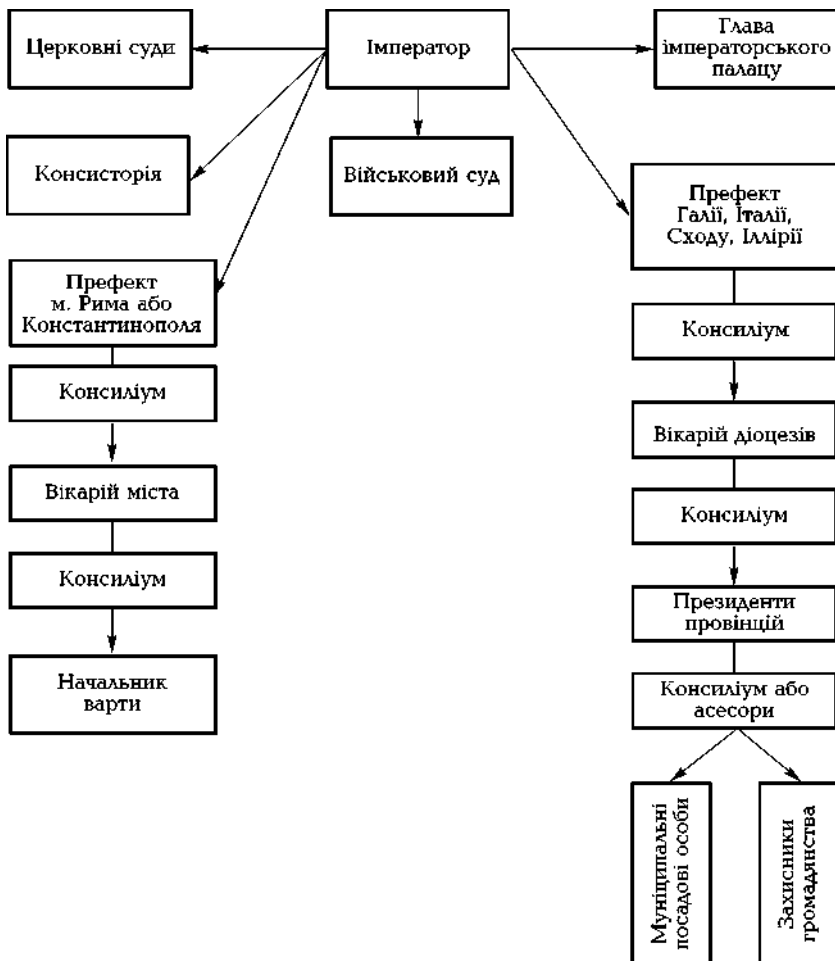 Церковні суди
Імператор
Глава
імператорського
палацу
Консисторія
Військовий суд
Префект
Галії, Італії,
Сходу, Іллірії
Префект
м. Рима або
Константинополя
Консиліум
Консиліум
Вікарій діоцезів
Вікарій міста
Консиліум
Консиліум
Президенти
провінцій
Начальник
варти
Консиліум або
асесори
Муніципальні
посадові особи
Захисники
громадянства